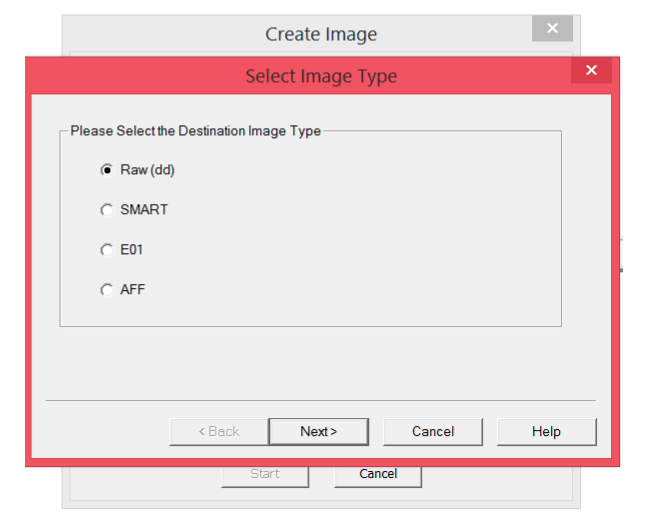 Create Image
Select Image Type
Please Select the Destination Image Type
Raw (dd)
SMART
E01
AFF
< Back Next > Cancel Help
Start Cancel